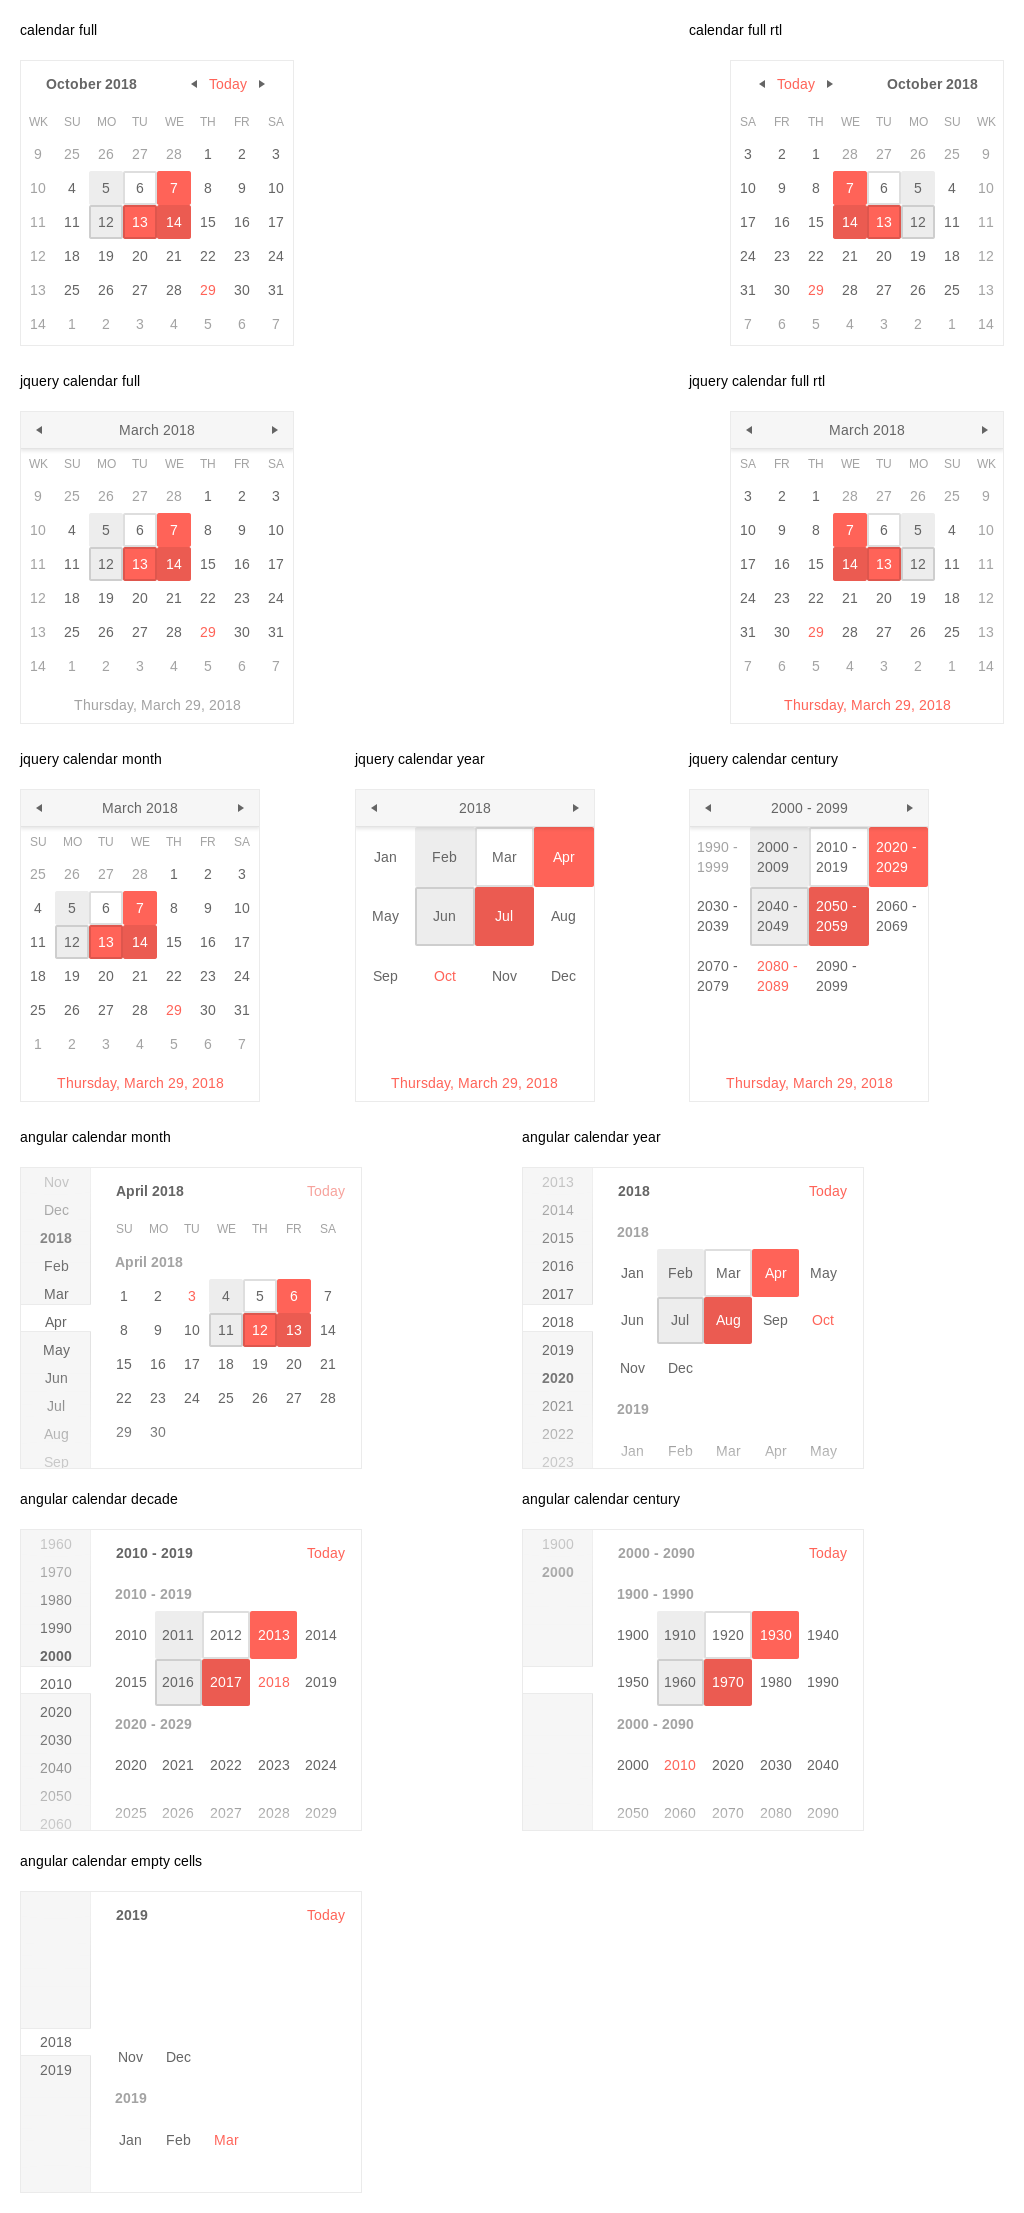 calendar full
calendar full rtl
October 2018 Today
Today October 2018
WK SU MO TU WE TH FR SA
9 25 26 27 28 1 2 3
10 4 5 6 7 8 9 10
11 11 12 13 14 15 16 17
12 18 19 20 21 22 23 24
13 25 26 27 28 29 30 31
14 1 2 3 4 5 6 7
SA FR TH WE TU MO SU WK
3 2 1 28 27 26 25 9
10 9 8 7 6 5 4 10
17 16 15 14 13 12 11 11
24 23 22 21 20 19 18 12
31 30 29 28 27 26 25 13
7 6 5 4 3 2 1 14
jquery calendar full
jquery calendar full rtl
March 2018
WK SU MO TU WE TH FR SA
9 25 26 27 28 1 2 3
10 4 5 6 7 8 9 10
11 11 12 13 14 15 16 17
12 18 19 20 21 22 23 24
13 25 26 27 28 29 30 31
14 1 2 3 4 5 6 7
Thursday, March 29, 2018
March 2018
SA FR TH WE TU MO SU WK
3 2 1 28 27 26 25 9
10 9 8 7 6 5 4 10
17 16 15 14 13 12 11 11
24 23 22 21 20 19 18 12
31 30 29 28 27 26 25 13
7 6 5 4 3 2 1 14
Thursday, March 29, 2018
jquery calendar month
March 2018
SU MO TU WE TH FR SA
25 26 27 28 1 2 3
4 5 6 7 8 9 10
11 12 13 14 15 16 17
18 19 20 21 22 23 24
25 26 27 28 29 30 31
1 2 3 4 5 6 7
Thursday, March 29, 2018
jquery calendar year
2018
Jan Feb Mar Apr
May Jun Jul Aug
Sep Oct Nov Dec
Thursday, March 29, 2018
jquery calendar century
2000 - 2099
1990 - 2000 - 2010 - 2020 -
1999 2009 2019 2029
2030 - 2040 - 2050 - 2060 -
2039 2049 2059 2069
2070 - 2080 - 2090 -
2079 2089 2099
Thursday, March 29, 2018
angular calendar month
Nov
Dec
2018
Feb
Mar
Apr
May
Jun
Jul
Aug
Sep
April 2018 Today
SU MO TU WE TH FR SA
April 2018
1 2 3 4 5 6 7
8 9 10 11 12 13 14
15 16 17 18 19 20 21
22 23 24 25 26 27 28
29 30
angular calendar year
2013
2014
2015
2016
2017
2018
2019
2020
2021
2022
2023
2018 Today
2018
Jan Feb Mar Apr May
Jun Jul Aug Sep Oct
Nov Dec
2019
Jan Feb Mar Apr May
angular calendar decade
1960
1970
1980
1990
2000
2010
2020
2030
2040
2050
2060
2010 - 2019 Today
2010 - 2019
2010 2011 2012 2013 2014
2015 2016 2017 2018 2019
2020 - 2029
2020 2021 2022 2023 2024
2025 2026 2027 2028 2029
angular calendar century
1900
2000
2000 - 2090 Today
1900 - 1990
1900 1910 1920 1930 1940
1950 1960 1970 1980 1990
2000 - 2090
2000 2010 2020 2030 2040
2050 2060 2070 2080 2090
angular calendar empty cells
2018
2019
2019 Today
Nov Dec
2019
Jan Feb Mar